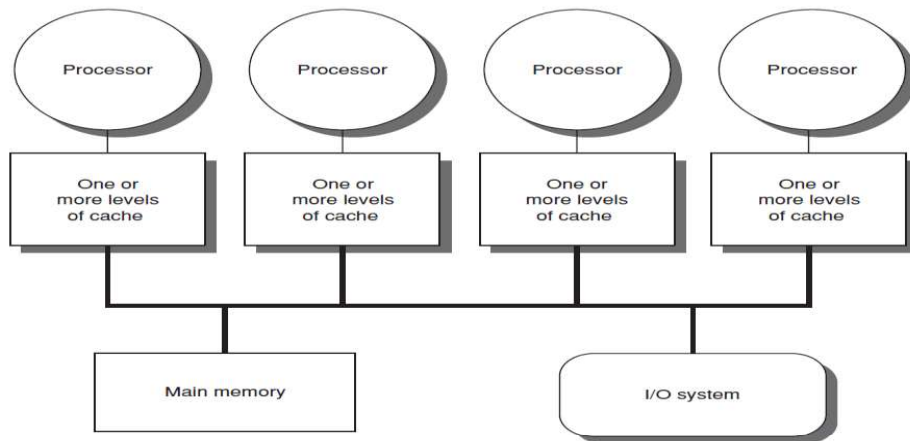 Processor
Processor
Processor
Processor
One or
more levels
of cache
One or
more levels
of cache
One or
more levels
of cache
One or
more levels
of cache
Main memory
I/O system